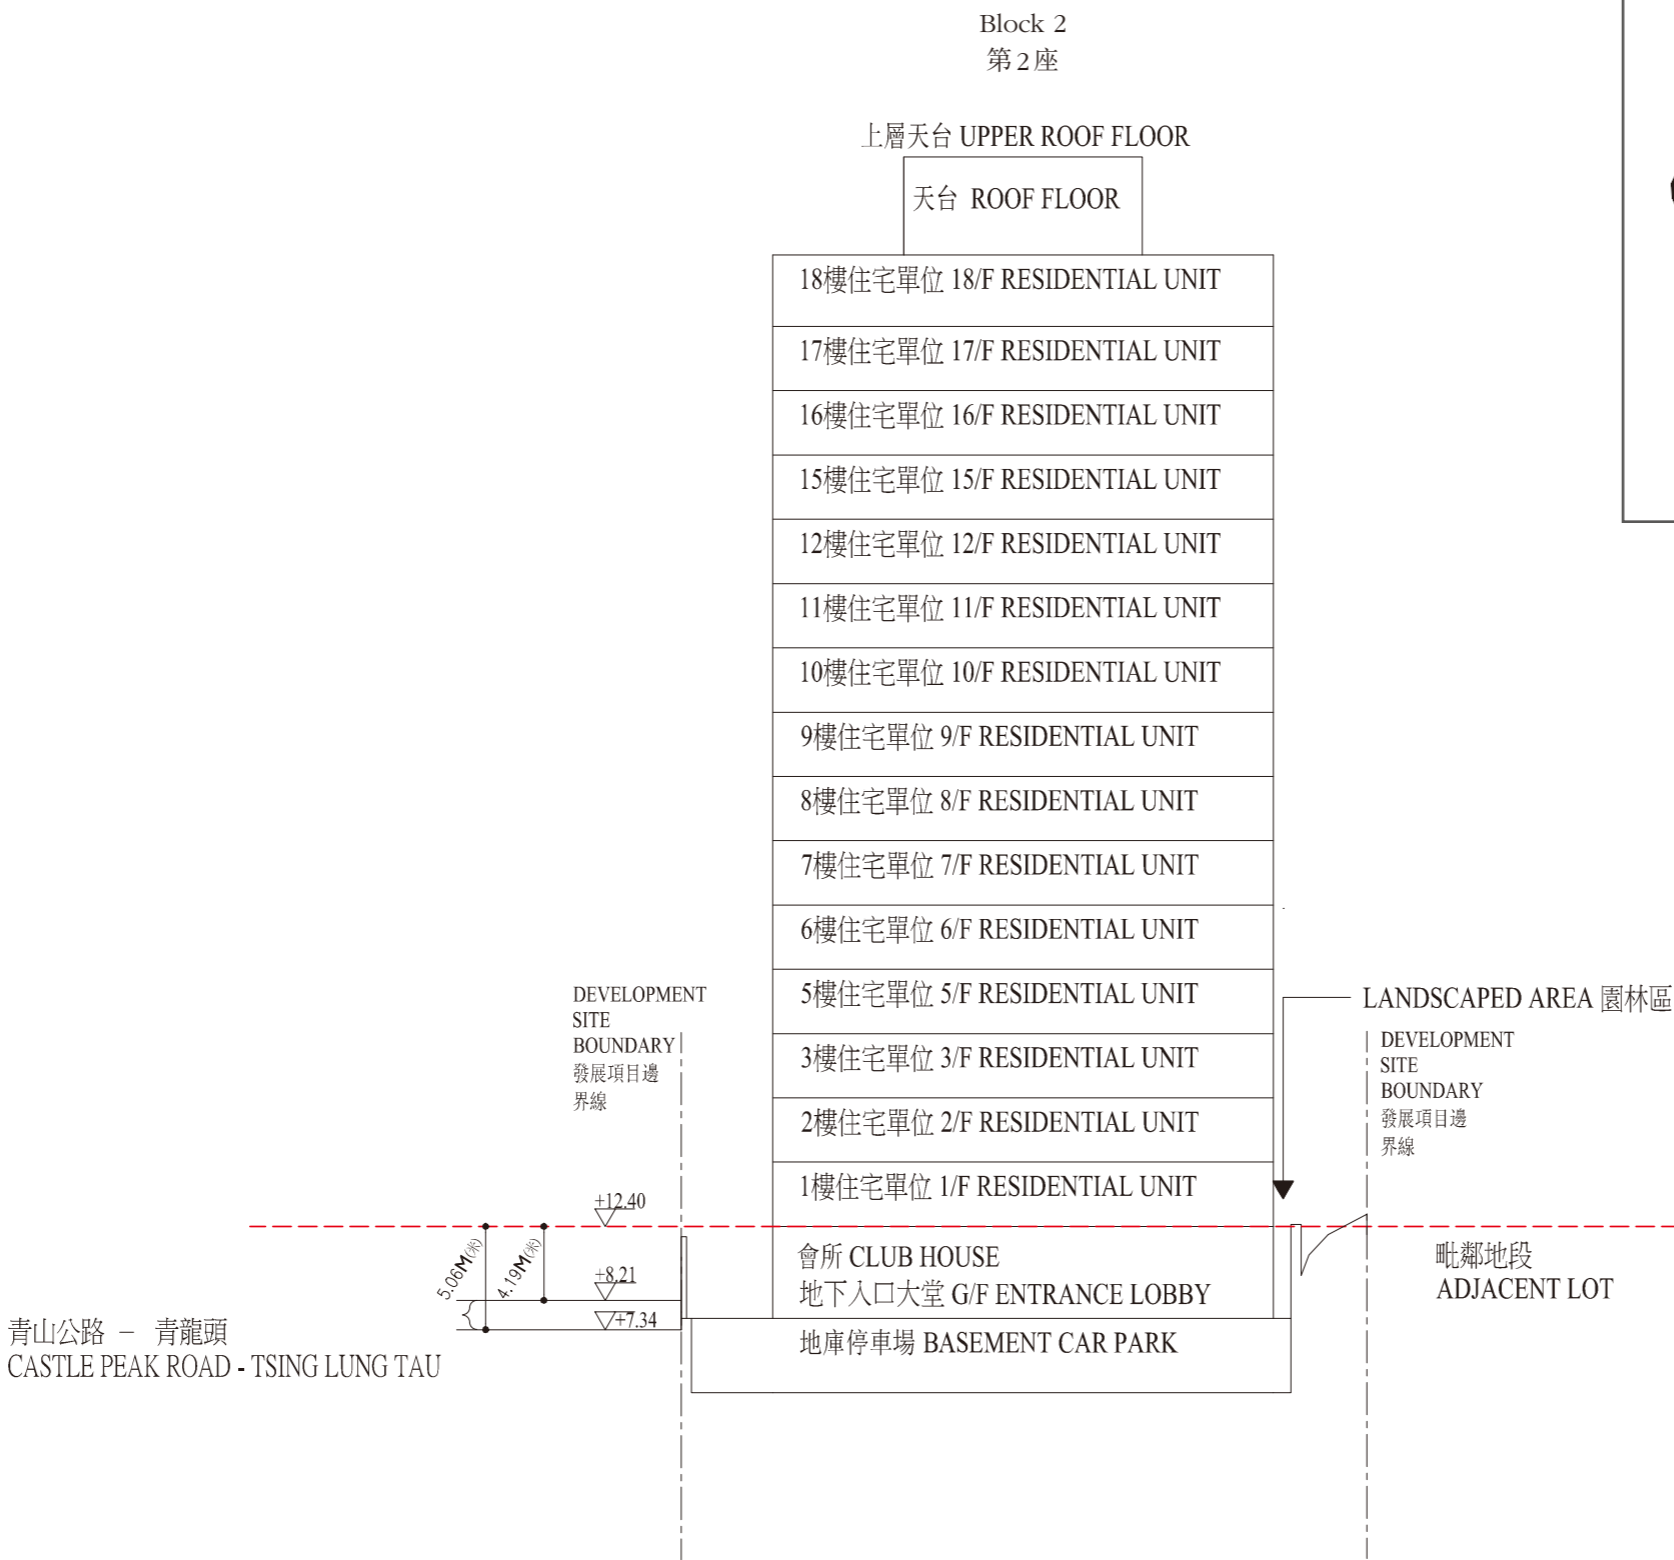 Block 2
第2座
上層天台 UPPER ROOF FLOOR
天台 ROOF FLOOR
18樓住宅單位 18/F RESIDENTIAL UNIT
17樓住宅單位 17/F RESIDENTIAL UNIT
16樓住宅單位 16/F RESIDENTIAL UNIT
15樓住宅單位 15/F RESIDENTIAL UNIT
12樓住宅單位 12/F RESIDENTIAL UNIT
11樓住宅單位 11/F RESIDENTIAL UNIT
10樓住宅單位 10/F RESIDENTIAL UNIT
9樓住宅單位 9/F RESIDENTIAL UNIT
8樓住宅單位 8/F RESIDENTIAL UNIT
7樓住宅單位 7/F RESIDENTIAL UNIT
6樓住宅單位 6/F RESIDENTIAL UNIT
5樓住宅單位 5/F RESIDENTIAL UNIT
3樓住宅單位 3/F RESIDENTIAL UNIT
2樓住宅單位 2/F RESIDENTIAL UNIT
1樓住宅單位 1/F RESIDENTIAL UNIT
會所 CLUB HOUSE
地下入口大堂 G/F ENTRANCE LOBBY
地庫停車場 BASEMENT CAR PARK
DEVELOPMENT
SITE
BOUNDARY
發展項目邊
界線
LANDSCAPED AREA 園林區
DEVELOPMENT
SITE
BOUNDARY
發展項目邊
界線
+12.40
+8.21
+7.34
5.06M(米)
4.19M(米)
青山公路 － 青龍頭
CASTLE PEAK ROAD - TSING LUNG TAU
毗鄰地段
ADJACENT LOT